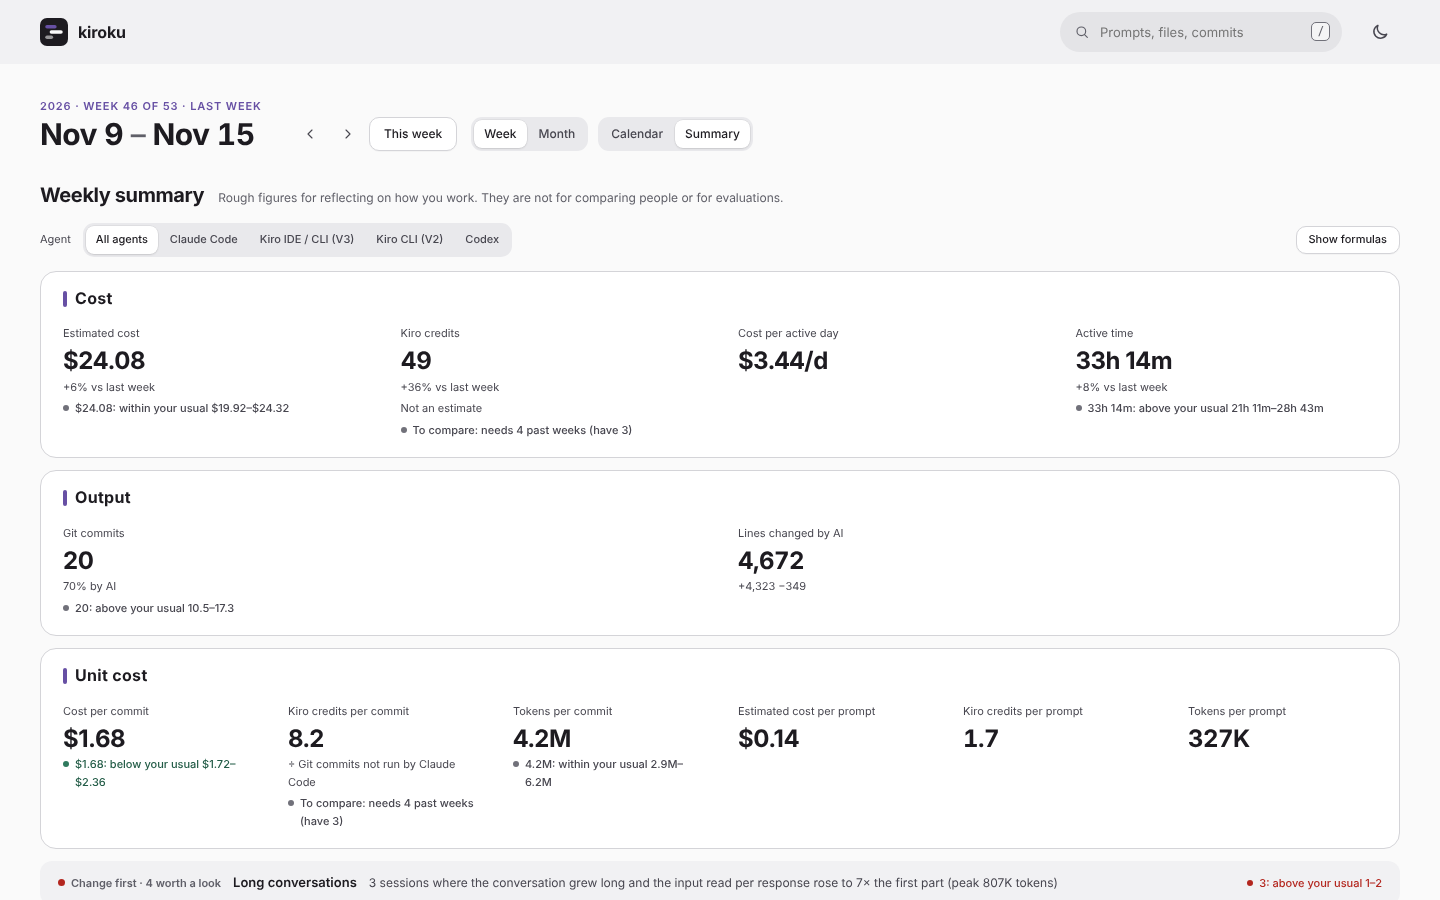 kiroku
Prompts, files, commits
/
2026 · WEEK 46 OF 53 · LAST WEEK
Nov 9 – Nov 15
This week
Week
Month
Calendar
Summary
Weekly summary
Rough figures for reflecting on how you work. They are not for comparing people or for evaluations.
Agent
All agents
Claude Code
Kiro IDE / CLI (V3)
Kiro CLI (V2)
Codex
Show formulas
Cost
Estimated cost
$24.08
+6% vs last week
$24.08: within your usual $19.92–$24.32
Kiro credits
49
+36% vs last week
Not an estimate
To compare: needs 4 past weeks (have 3)
Cost per active day
$3.44/d
Active time
33h 14m
+8% vs last week
33h 14m: above your usual 21h 11m–28h 43m
Output
Git commits
20
70% by AI
20: above your usual 10.5–17.3
Lines changed by AI
4,672
+4,323 −349
Unit cost
Cost per commit
$1.68
$1.68: below your usual $1.72–
$2.36
Kiro credits per commit
8.2
÷ Git commits not run by Claude
Code
To compare: needs 4 past weeks
(have 3)
Tokens per commit
4.2M
4.2M: within your usual 2.9M–
6.2M
Estimated cost per prompt
$0.14
Kiro credits per prompt
1.7
Tokens per prompt
327K
Change first · 4 worth a look
Long conversations
3 sessions where the conversation grew long and the input read per response rose to 7× the first part (peak 807K tokens)
3: above your usual 1–2